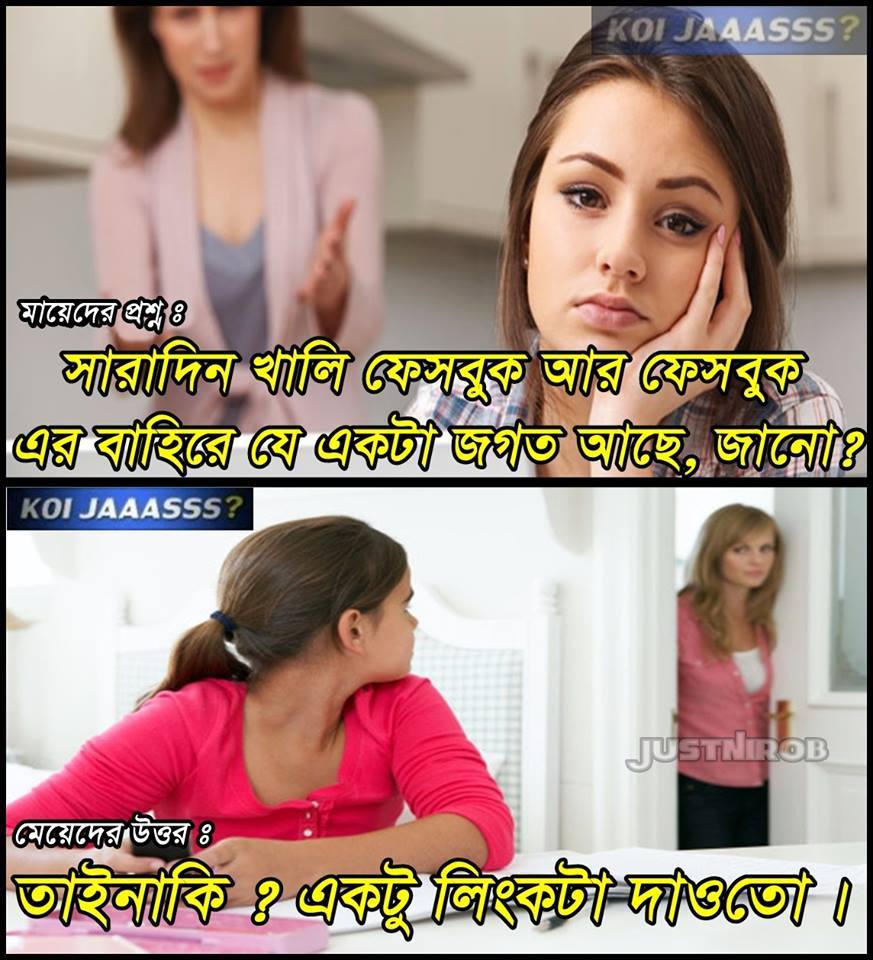 KOI JAAASSS?
মায়েদের প্রশ্ন ঃ
সারাদিন খালি ফেসবুক আর ফেসবুক
এর বাহিরে যে একটা জগত আছে, জানো?
KOI JAAASSS?
JUSTNIROB
মেয়েদের উত্তর ঃ
তাইনাকি ? একটু লিংকটা দাওতো ।